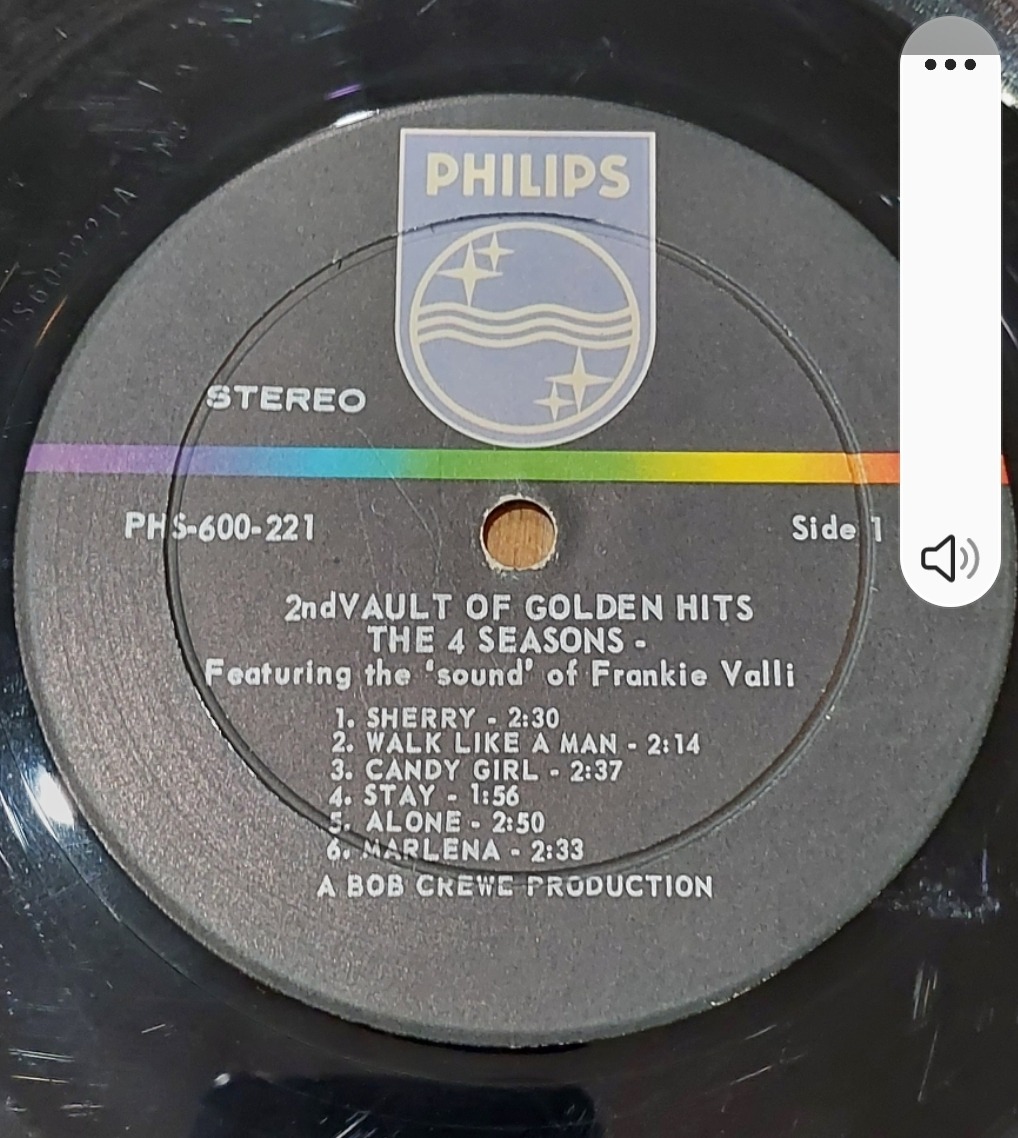 PHILIPS
STEREO
PHS-600-221
Side 1
2ndVAULT OF GOLDEN HITS
THE 4 SEASONS -
Featuring the 'sound' of Frankie Valli
1. SHERRY - 2:30
2. WALK LIKE A MAN - 2:14
3. CANDY GIRL - 2:37
4. STAY - 1:56
5. ALONE - 2:50
6. MARLENA - 2:33
A BOB CREWE PRODUCTION